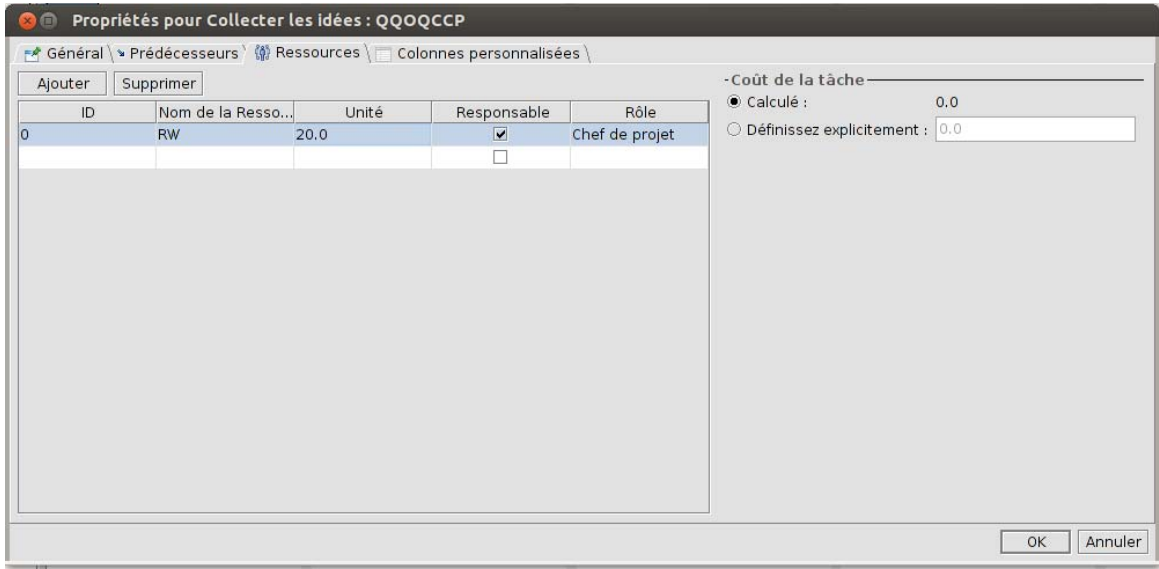 Propriétés pour Collecter les idées : QQOQCCP
Général Prédécesseurs Ressources Colonnes personnalisées
Ajouter Supprimer
ID Nom de la Resso... Unité Responsable Rôle
0 RW 20.0 Chef de projet
Coût de la tâche
Calculé : 0.0
Définissez explicitement : 0.0
OK Annuler